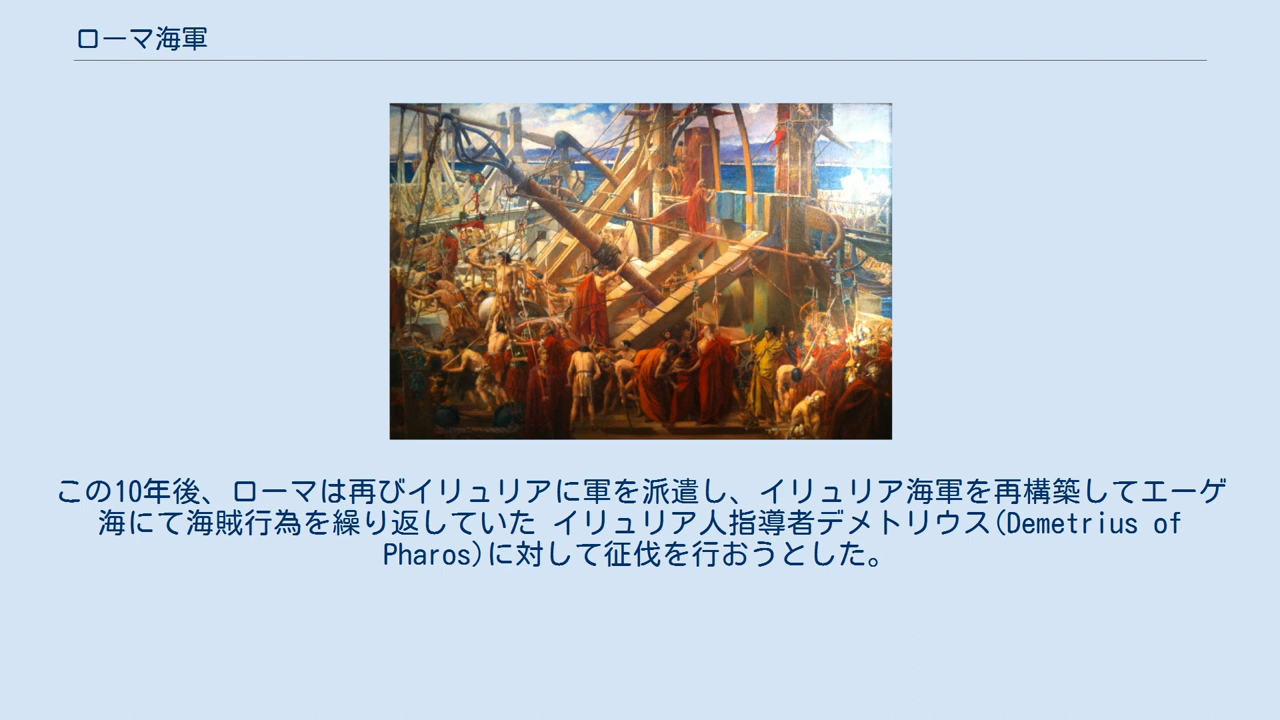 ローマ海軍
この10年後、ローマは再びイリュリアに軍を派遣し、イリュリア海軍を再構築してエーゲ
海にて海賊行為を繰り返していた イリュリア人指導者デメトリウス(Demetrius of
Pharos)に対して征伐を行おうとした。